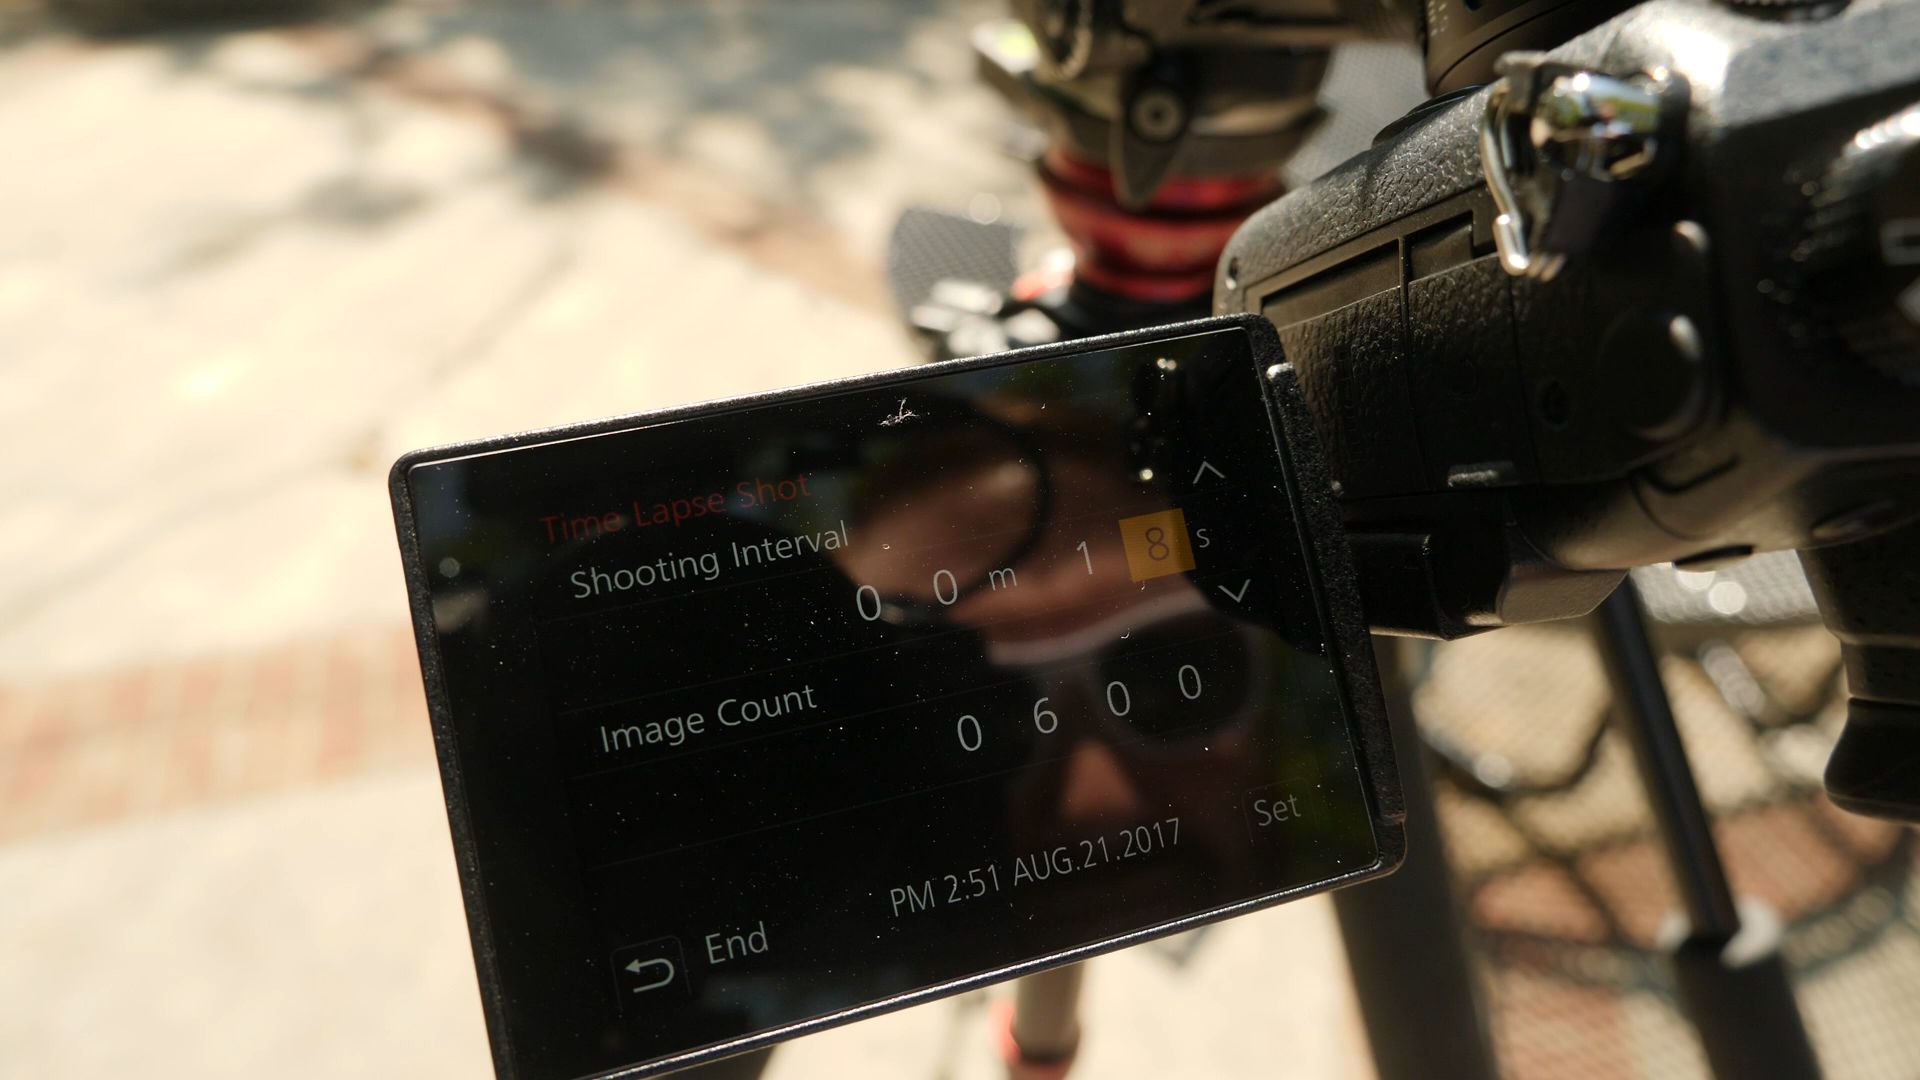 Time Lapse Shot
Shooting Interval
0 0 m 1 8 s
Image Count
0 6 0 0
Set
PM 2:51 AUG.21.2017
End